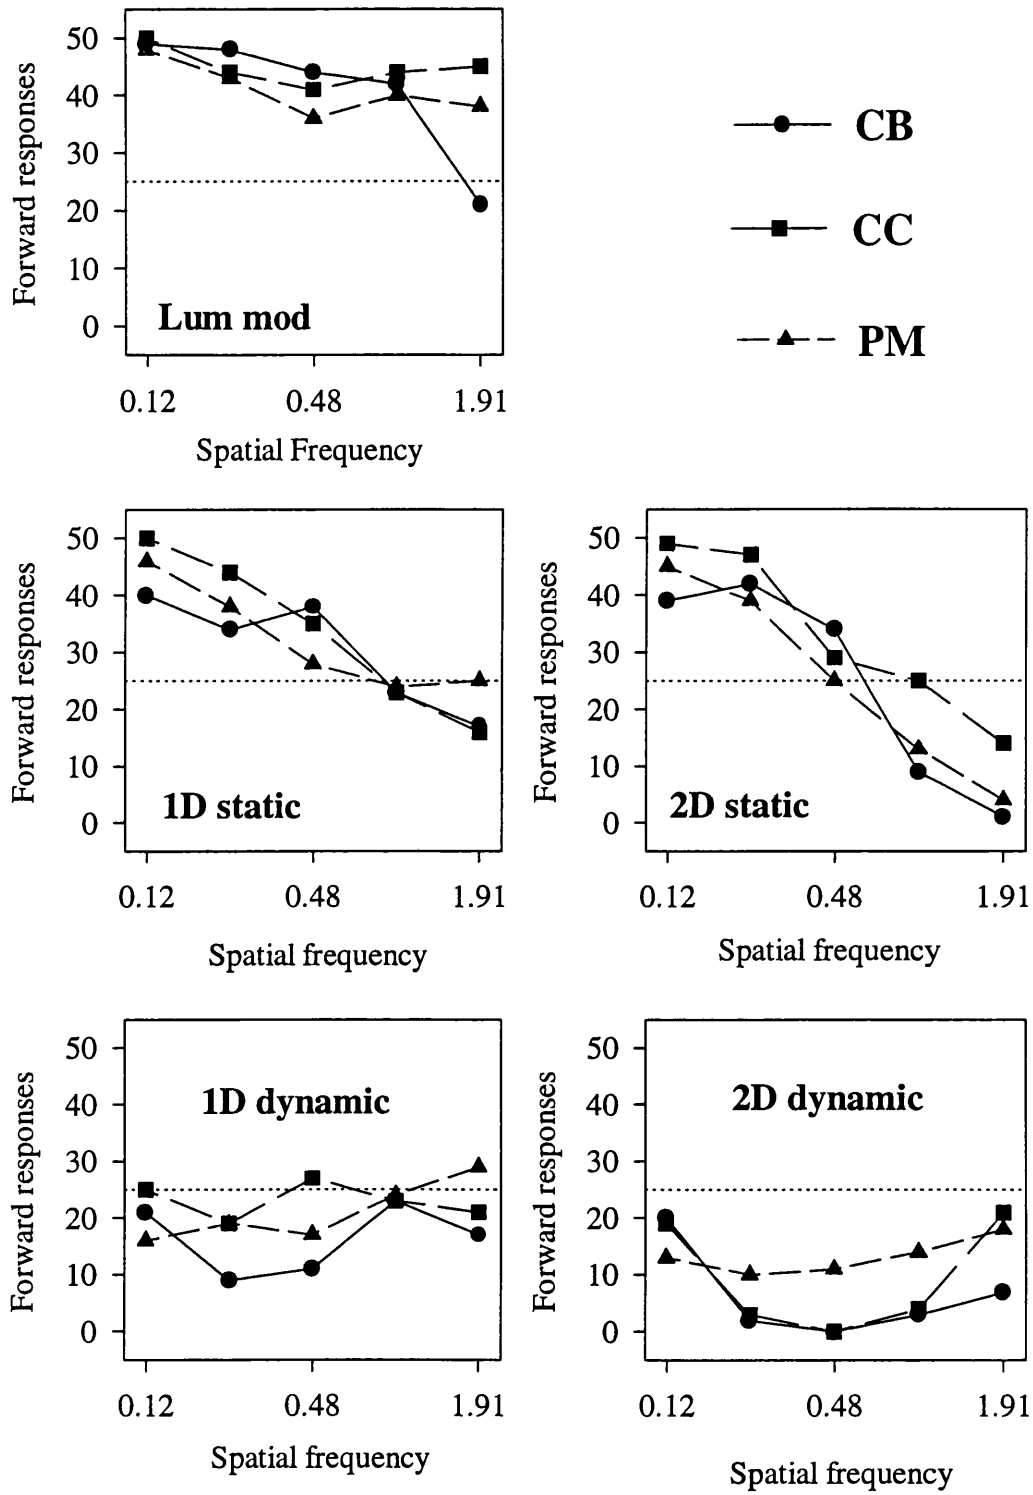 50
40
30
20
10
0
Forward responses
Lum mod
0.12 0.48 1.91
Spatial Frequency
CB
CC
PM
50
40
30
20
10
0
Forward responses
1D static
0.12 0.48 1.91
Spatial frequency
50
40
30
20
10
0
Forward responses
2D static
0.12 0.48 1.91
Spatial frequency
50
40
30
20
10
0
Forward responses
1D dynamic
0.12 0.48 1.91
Spatial frequency
50
40
30
20
10
0
Forward responses
2D dynamic
0.12 0.48 1.91
Spatial frequency